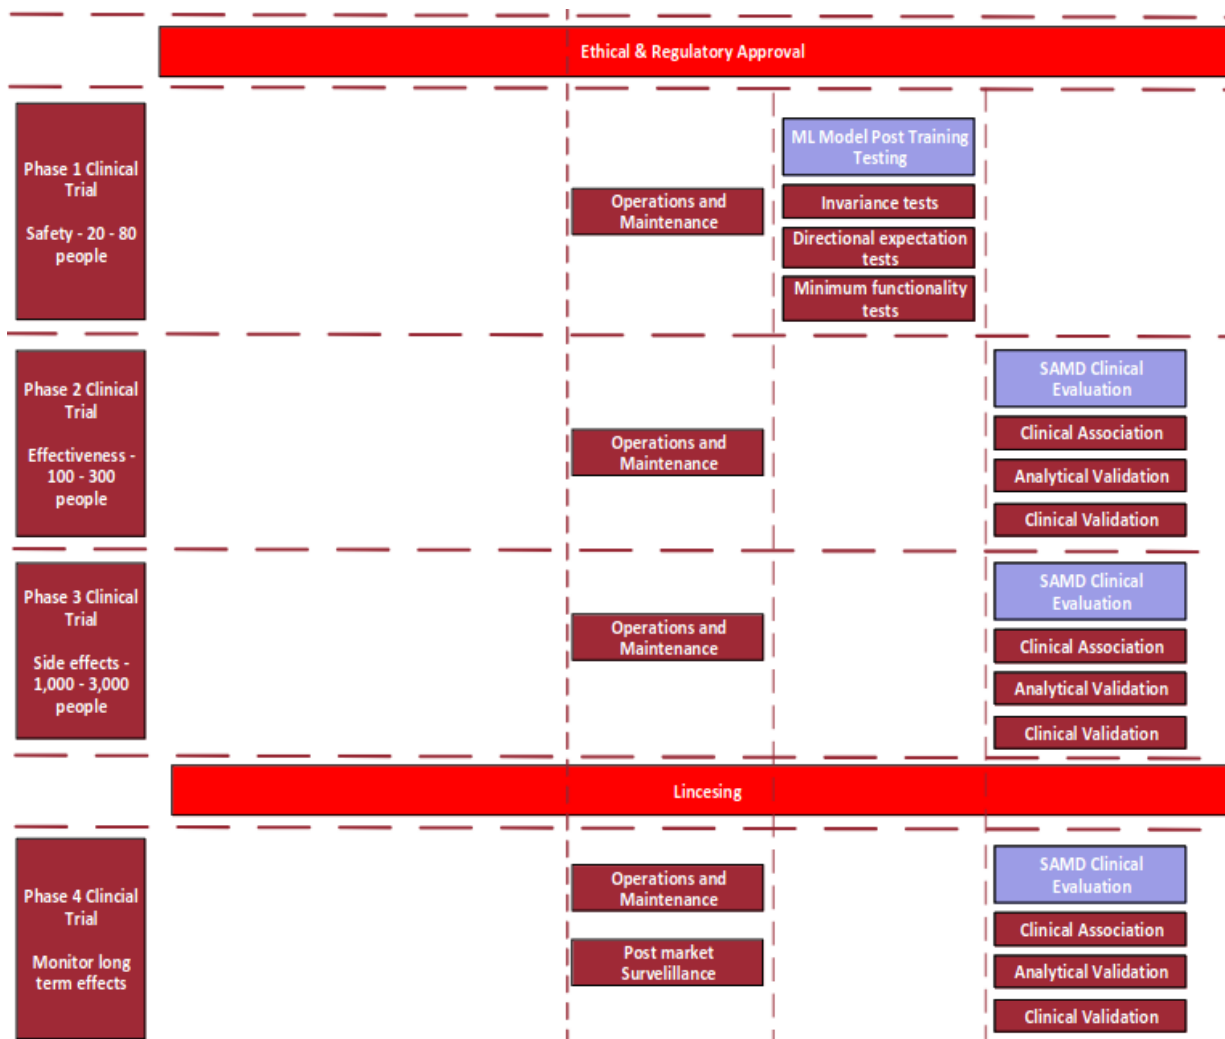 Ethical & Regulatory Approval
Phase 1 Clinical
Trial
Safety - 20 - 80
people
Operations and
Maintenance
ML Model Post Training
Testing
Invariance tests
Directional expectation
tests
Minimum functionality
tests
Phase 2 Clinical
Trial
Effectiveness -
100 - 300
people
Operations and
Maintenance
SAMD Clinical
Evaluation
Clinical Association
Analytical Validation
Clinical Validation
Phase 3 Clinical
Trial
Side effects -
1,000 - 3,000
people
Operations and
Maintenance
SAMD Clinical
Evaluation
Clinical Association
Analytical Validation
Clinical Validation
Lincesing
Phase 4 Clincial
Trial
Monitor long
term effects
Operations and
Maintenance
Post market
Survelillance
SAMD Clinical
Evaluation
Clinical Association
Analytical Validation
Clinical Validation